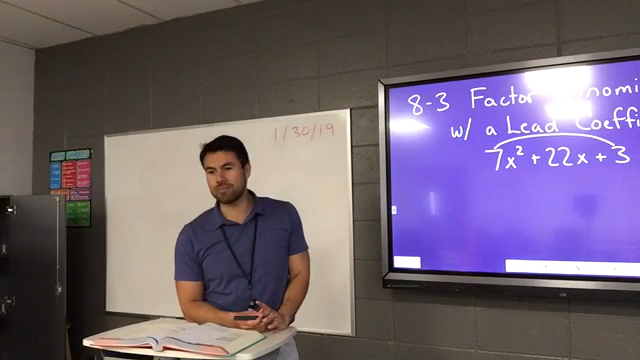 1/30/19
8-3 Factor
w/ a Lead Coeffi
7x² + 22x + 3